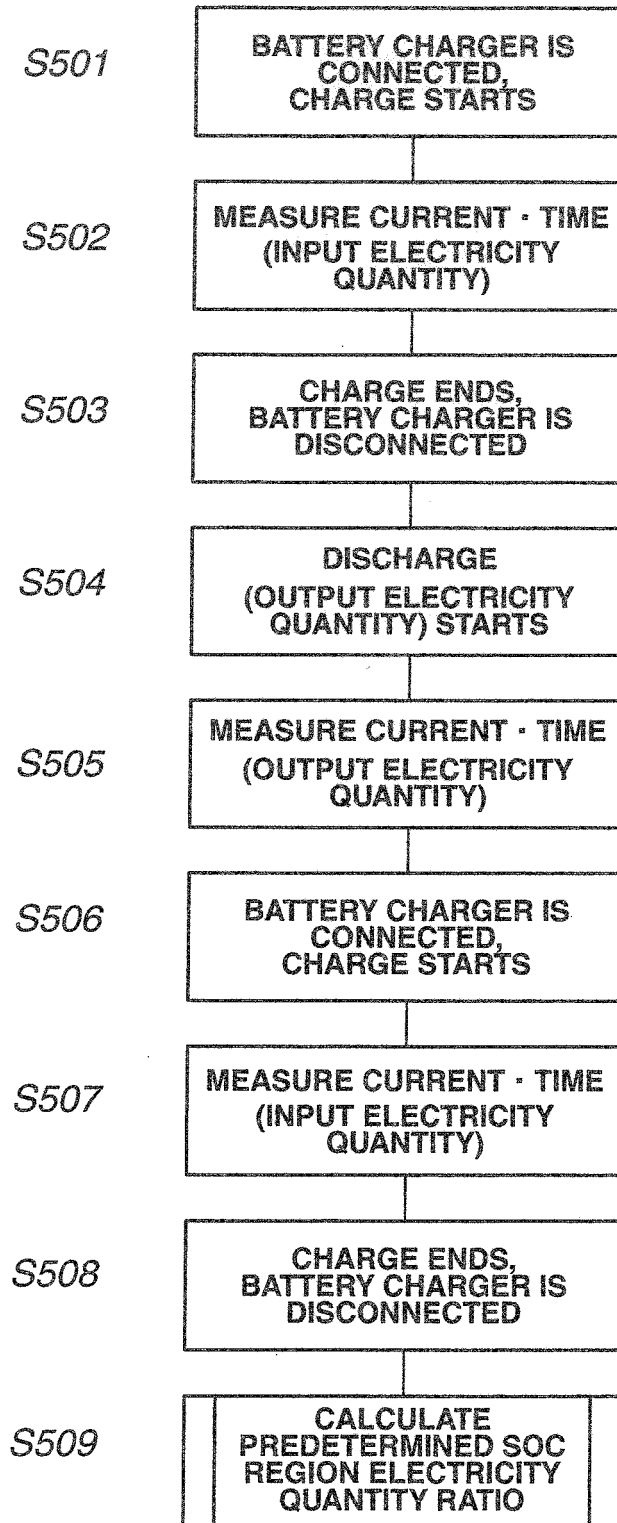 S501
BATTERY CHARGER IS
CONNECTED,
CHARGE STARTS
S502
MEASURE CURRENT · TIME
(INPUT ELECTRICITY
QUANTITY)
S503
CHARGE ENDS,
BATTERY CHARGER IS
DISCONNECTED
S504
DISCHARGE
(OUTPUT ELECTRICITY
QUANTITY) STARTS
S505
MEASURE CURRENT · TIME
(OUTPUT ELECTRICITY
QUANTITY)
S506
BATTERY CHARGER IS
CONNECTED,
CHARGE STARTS
S507
MEASURE CURRENT · TIME
(INPUT ELECTRICITY
QUANTITY)
S508
CHARGE ENDS,
BATTERY CHARGER IS
DISCONNECTED
S509
CALCULATE
PREDETERMINED SOC
REGION ELECTRICITY
QUANTITY RATIO